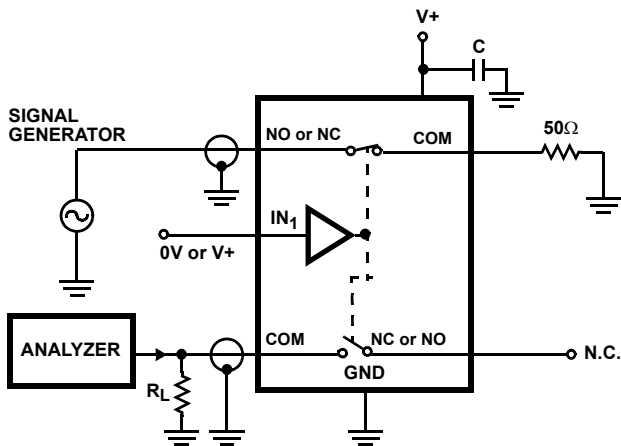 V+
C
SIGNAL
GENERATOR
NO or NC
COM
50Ω
IN1
0V or V+
ANALYZER
COM
NC or NO
N.C.
GND
RL